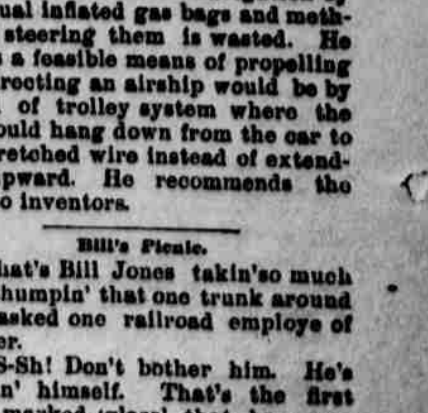 ual inflated gas bags and meth-
steering them is wasted. He
a feasible means of propelling
recting an airship would be by
of trolley system where the
ould hang down from the car to
retched wire instead of extend-
pward. He recommends the
o inventors.
Bill's Picnic.
hat's Bill Jones takin'so much
humpin' that one trunk around
asked one railroad employe of
er.
S-Sh! Don't bother him. He's
n' himself. That's the first